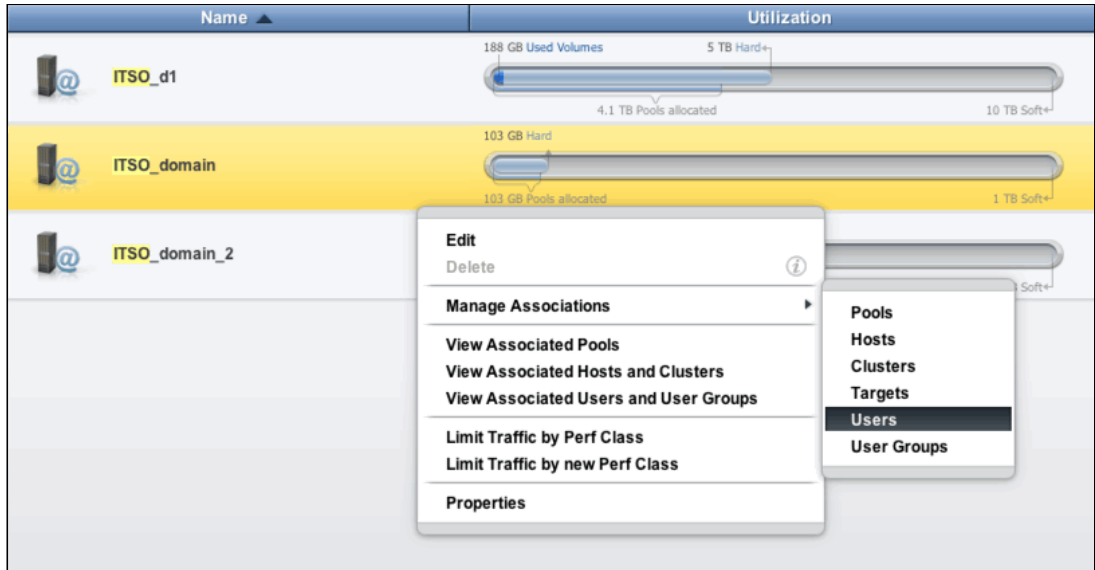 Name Utilization
188 GB Used Volumes 5 TB Hard
ITSO_d1
4.1 TB Pools allocated 10 TB Soft
103 GB Hard
ITSO_domain
103 GB Pools allocated 1 TB Soft
ITSO_domain_2
Soft
Edit
Delete
Manage Associations
View Associated Pools
View Associated Hosts and Clusters
View Associated Users and User Groups
Limit Traffic by Perf Class
Limit Traffic by new Perf Class
Properties
Pools
Hosts
Clusters
Targets
Users
User Groups